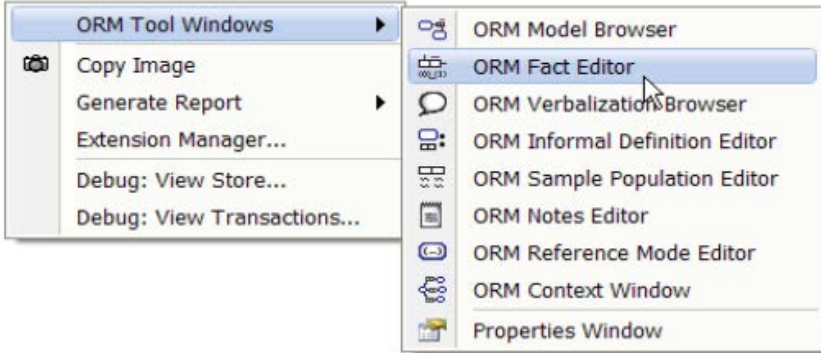 ORM Tool Windows
Copy Image
Generate Report
Extension Manager...
Debug: View Store...
Debug: View Transactions...
ORM Model Browser
ORM Fact Editor
ORM Verbalization Browser
ORM Informal Definition Editor
ORM Sample Population Editor
ORM Notes Editor
ORM Reference Mode Editor
ORM Context Window
Properties Window